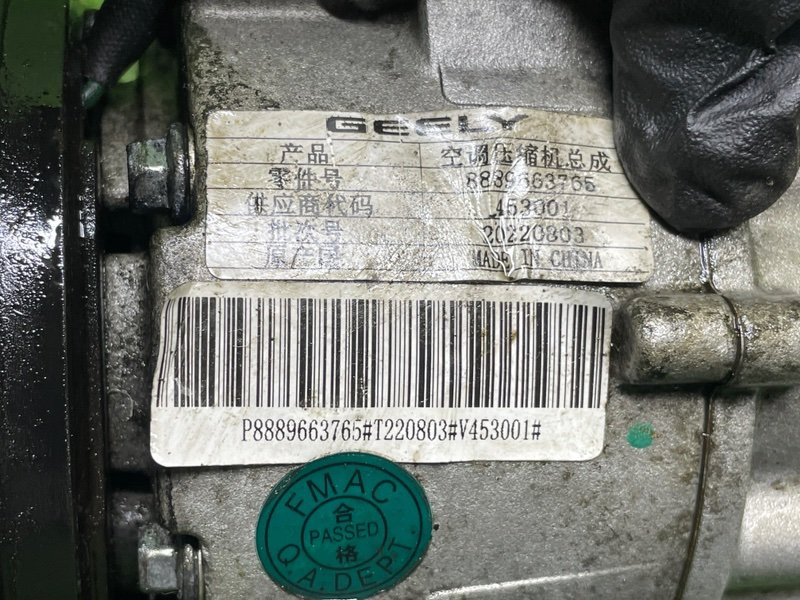 GEELY
产品 空调压缩机总成
零件号 8889663765
供应商代码 453001
批次号 20220803
原产国 MADE IN CHINA
P8889663765#T220803#V453001#
FMAC
合
PASSED
格
Q.A.DEPT.